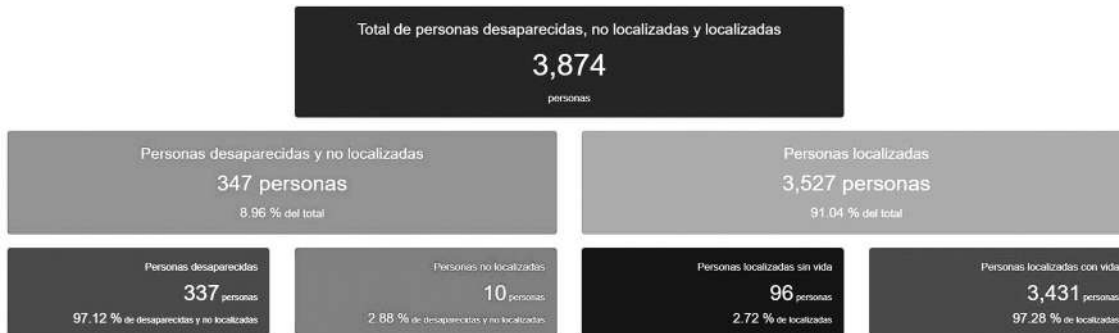 Total de personas desaparecidas, no localizadas y localizadas
3,874
personas
Personas desaparecidas y no localizadas
347 personas
8.96 % del total
Personas localizadas
3,527 personas
91.04 % del total
Personas desaparecidas
337 personas
97.12 % de desaparecidas y no localizadas
Personas no localizadas
10 personas
2.88 % de desaparecidas y no localizadas
Personas localizadas sin vida
96 personas
2.72 % de localizadas
Personas localizadas con vida
3,431 personas
97.28 % de localizadas